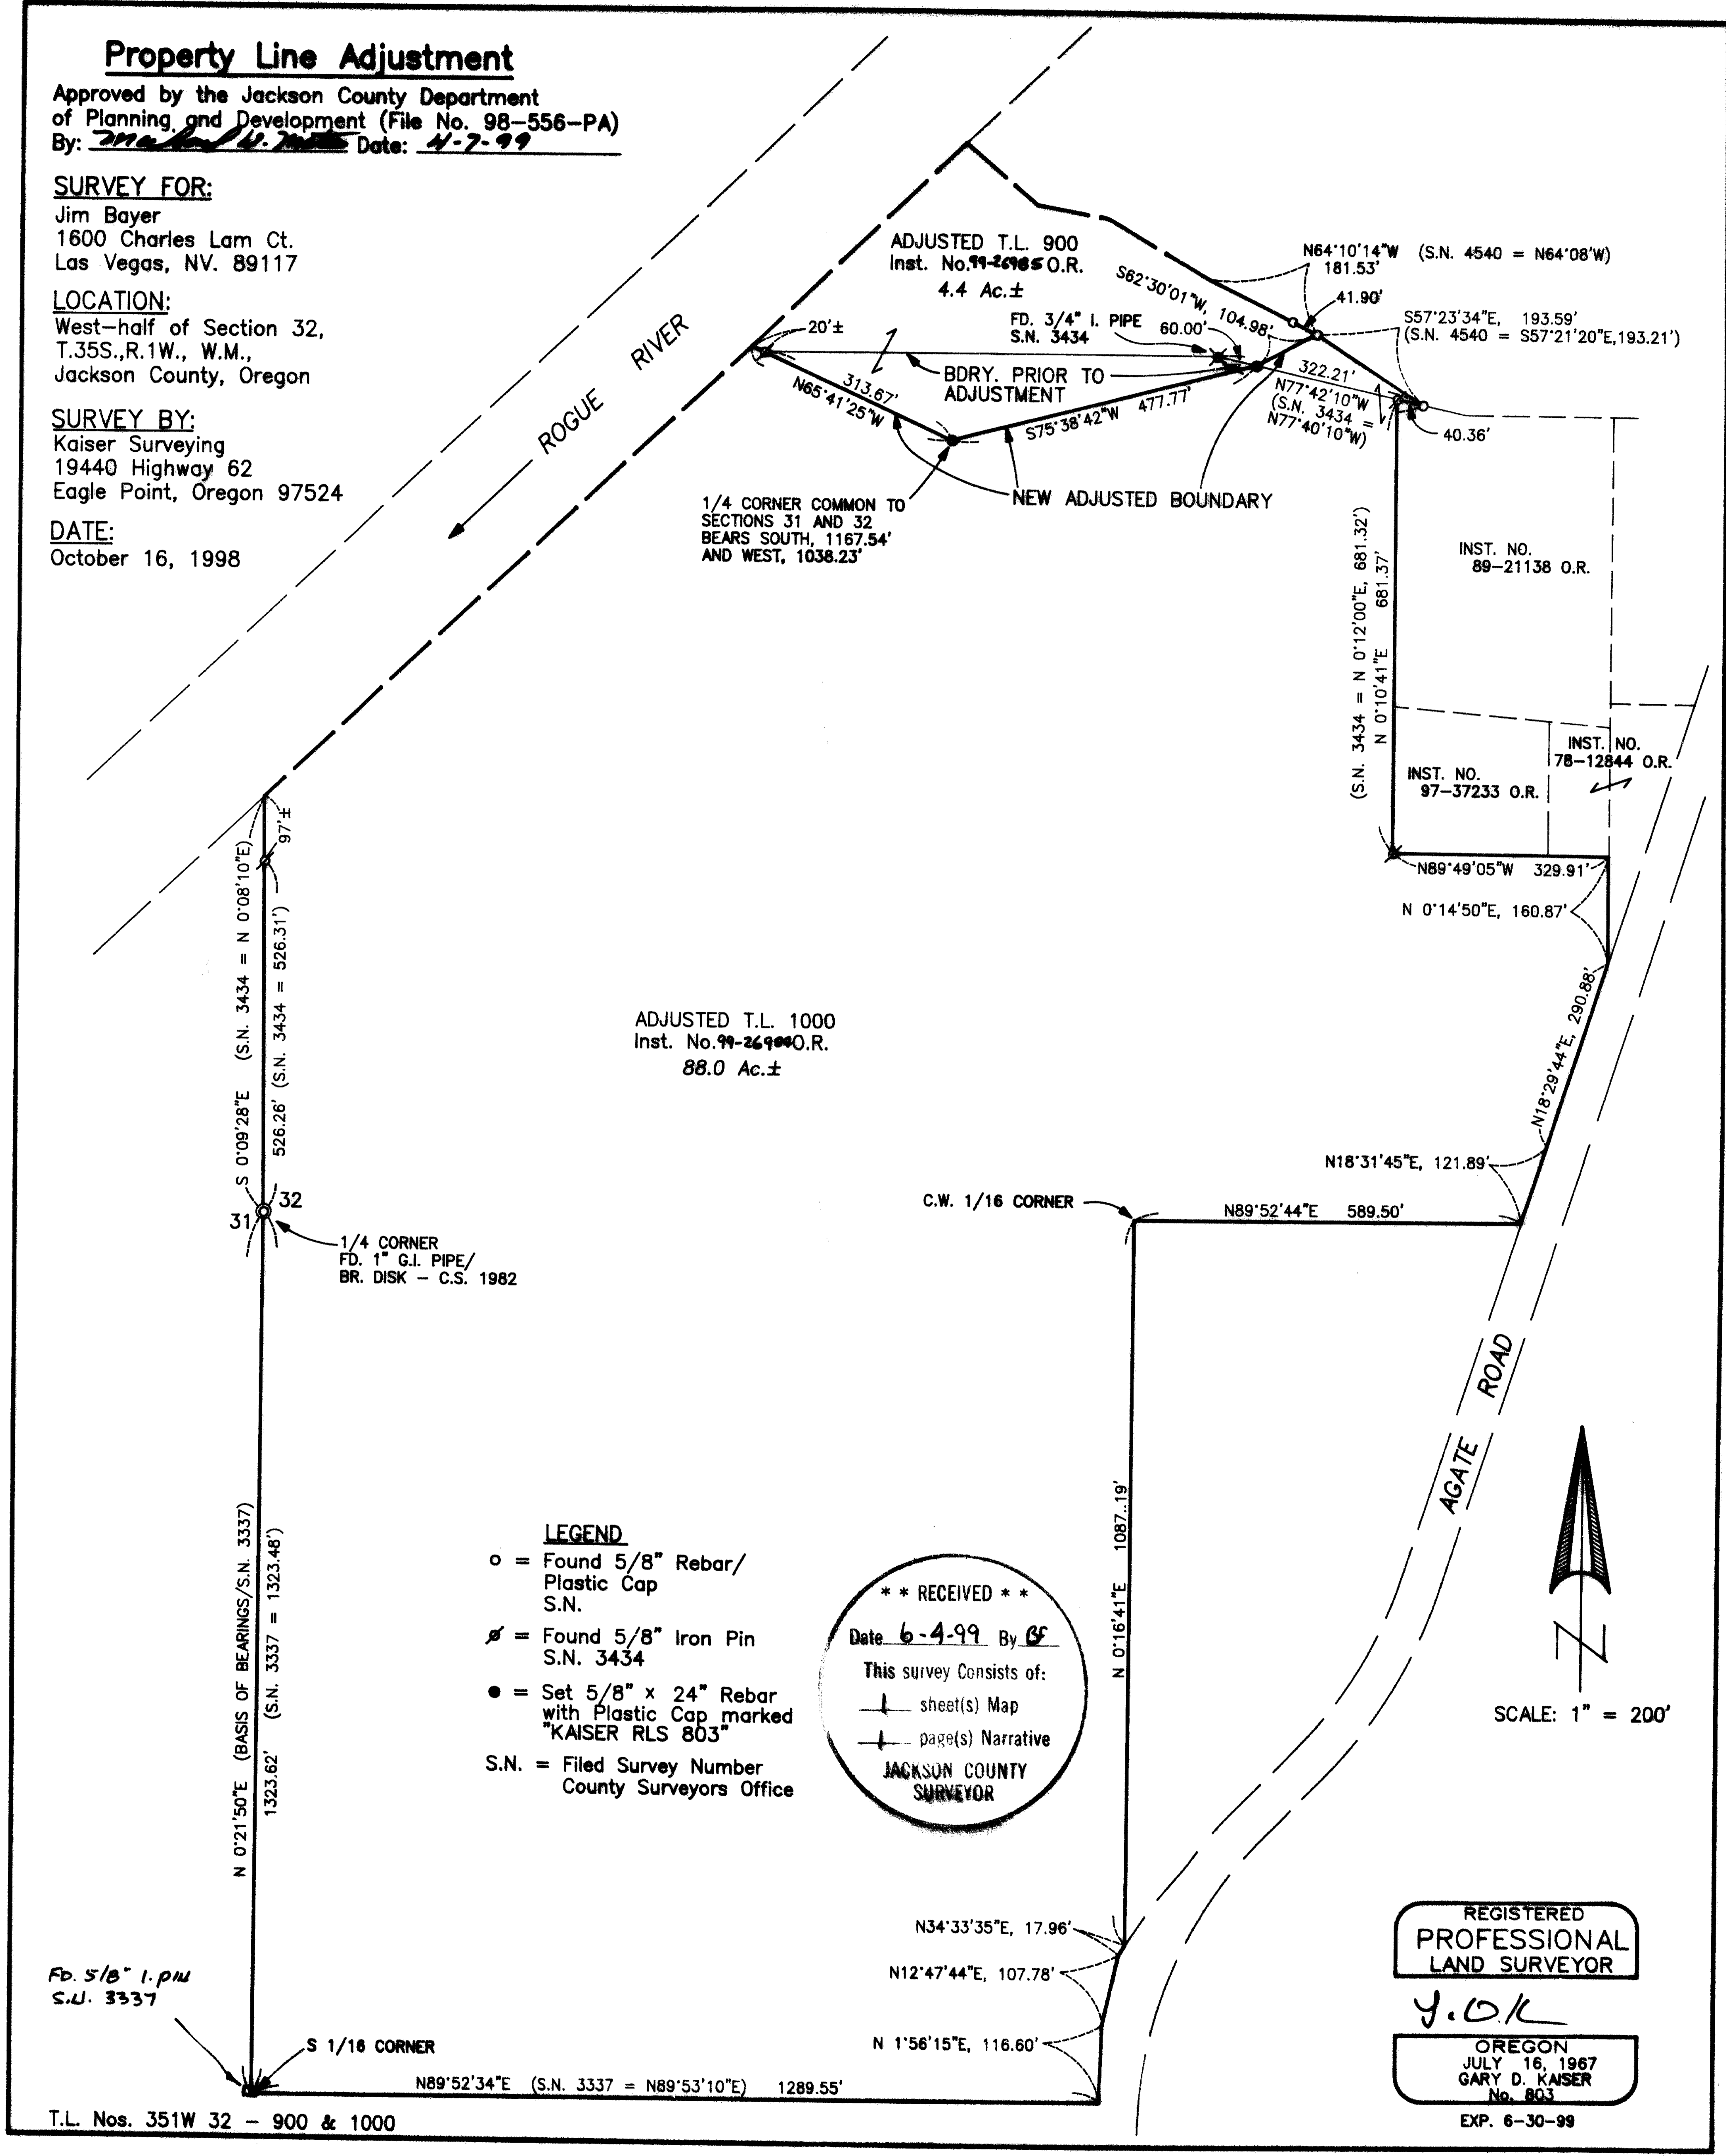 Property Line Adjustment
Approved by the Jackson County Department
of Planning and Development (File No. 98-556-PA)
By: Date: 4-7-99
SURVEY FOR:
Jim Bayer
1600 Charles Lam Ct.
Las Vegas, NV. 89117
LOCATION:
West-half of Section 32,
T.35S.,R.1W., W.M.,
Jackson County, Oregon
SURVEY BY:
Kaiser Surveying
19440 Highway 62
Eagle Point, Oregon 97524
DATE:
October 16, 1998
ROGUE RIVER
ADJUSTED T.L. 900
Inst. No. 99-26985 O.R.
4.4 Ac.±
N64°10'14"W (S.N. 4540 = N64°08'W)
181.53'
41.90'
S62°30'01"W, 104.98'
S57°23'34"E, 193.59'
(S.N. 4540 = S57°21'20"E,193.21')
FD. 3/4" I. PIPE
S.N. 3434
60.00'
20'±
BDRY. PRIOR TO
ADJUSTMENT
313.67'
N65°41'25"W
S75°38'42"W 477.77'
322.21'
N77°42'10"W
(S.N. 3434 =
N77°40'10"W)
40.36'
NEW ADJUSTED BOUNDARY
1/4 CORNER COMMON TO
SECTIONS 31 AND 32
BEARS SOUTH, 1167.54'
AND WEST, 1038.23'
(S.N. 3434 = N 0°12'00"E, 681.32')
N 0°10'41"E 681.37'
INST. NO.
89-21138 O.R.
INST. NO.
78-12844 O.R.
INST. NO.
97-37233 O.R.
N89°49'05"W 329.91'
N 0°14'50"E, 160.87'
N18°29'44"E, 290.88'
N18°31'45"E, 121.89'
97'±
S 0°09'28"E (S.N. 3434 = N 0°08'10"E)
526.26' (S.N. 3434 = 526.31')
ADJUSTED T.L. 1000
Inst. No. O.R.
88.0 Ac.±
32
31
1/4 CORNER
FD. 1" G.I. PIPE/
BR. DISK - C.S. 1982
C.W. 1/16 CORNER
N89°52'44"E 589.50'
AGATE ROAD
N 0°16'41"E 1087..19'
N 0°21'50"E (BASIS OF BEARINGS/S.N. 3337)
1323.62' (S.N. 3337 = 1323.48')
LEGEND
o = Found 5/8" Rebar/
Plastic Cap
S.N.
ø = Found 5/8" Iron Pin
S.N. 3434
● = Set 5/8" x 24" Rebar
with Plastic Cap marked
"KAISER RLS 803"
S.N. = Filed Survey Number
County Surveyors Office
* * RECEIVED * *
Date 6-4-99 By BF
This survey Consists of:
1 sheet(s) Map
1 page(s) Narrative
JACKSON COUNTY
SURVEYOR
N
SCALE: 1" = 200'
N34°33'35"E, 17.96'
N12°47'44"E, 107.78'
N 1°56'15"E, 116.60'
FD. 5/8" I. PIN
S.N. 3337
S 1/16 CORNER
N89°52'34"E (S.N. 3337 = N89°53'10"E) 1289.55'
T.L. Nos. 351W 32 - 900 & 1000
REGISTERED
PROFESSIONAL
LAND SURVEYOR
OREGON
JULY 16, 1967
GARY D. KAISER
No. 803
EXP. 6-30-99